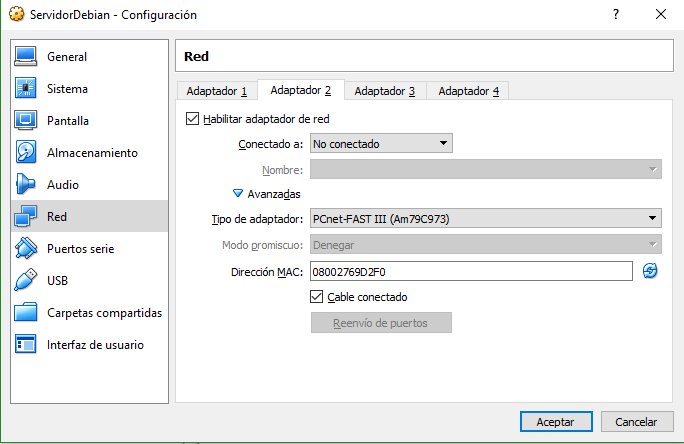 ServidorDebian - Configuración
General
Sistema
Pantalla
Almacenamiento
Audio
Red
Puertos serie
USB
Carpetas compartidas
Interfaz de usuario
Red
Adaptador 1 Adaptador 2 Adaptador 3 Adaptador 4
Habilitar adaptador de red
Conectado a: No conectado
Nombre:
Avanzadas
Tipo de adaptador: PCnet-FAST III (Am79C973)
Modo promiscuo: Denegar
Dirección MAC: 08002769D2F0
Cable conectado
Reenvío de puertos
Aceptar Cancelar